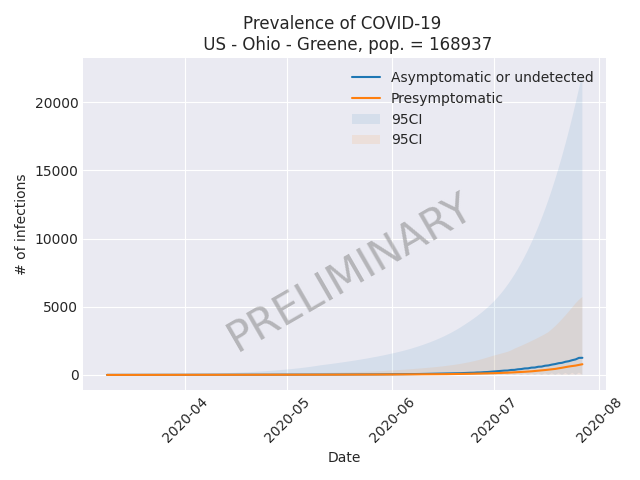 Prevalence of COVID-19
US - Ohio - Greene, pop. = 168937
Asymptomatic or undetected
Presymptomatic
95CI
95CI
# of infections
20000
15000
10000
5000
0
PRELIMINARY
2020-04
2020-05
2020-06
2020-07
2020-08
Date